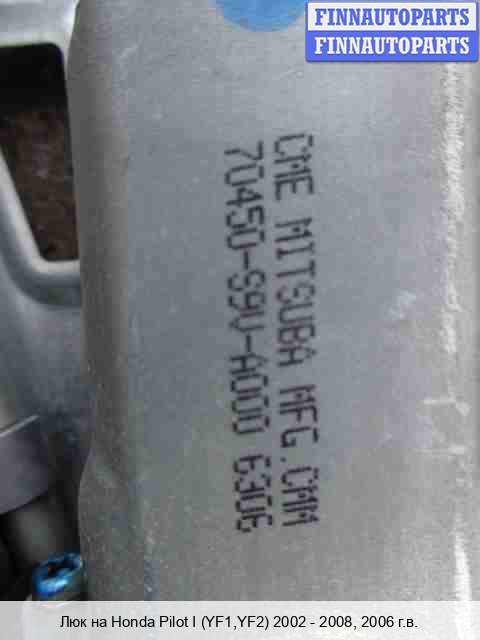 FINNAUTOPARTS
FINNAUTOPARTS
CME MITSUBA MFG.CMM
70450-S9V-A000 6306
Люк на Honda Pilot I (YF1,YF2) 2002 - 2008, 2006 г.в.